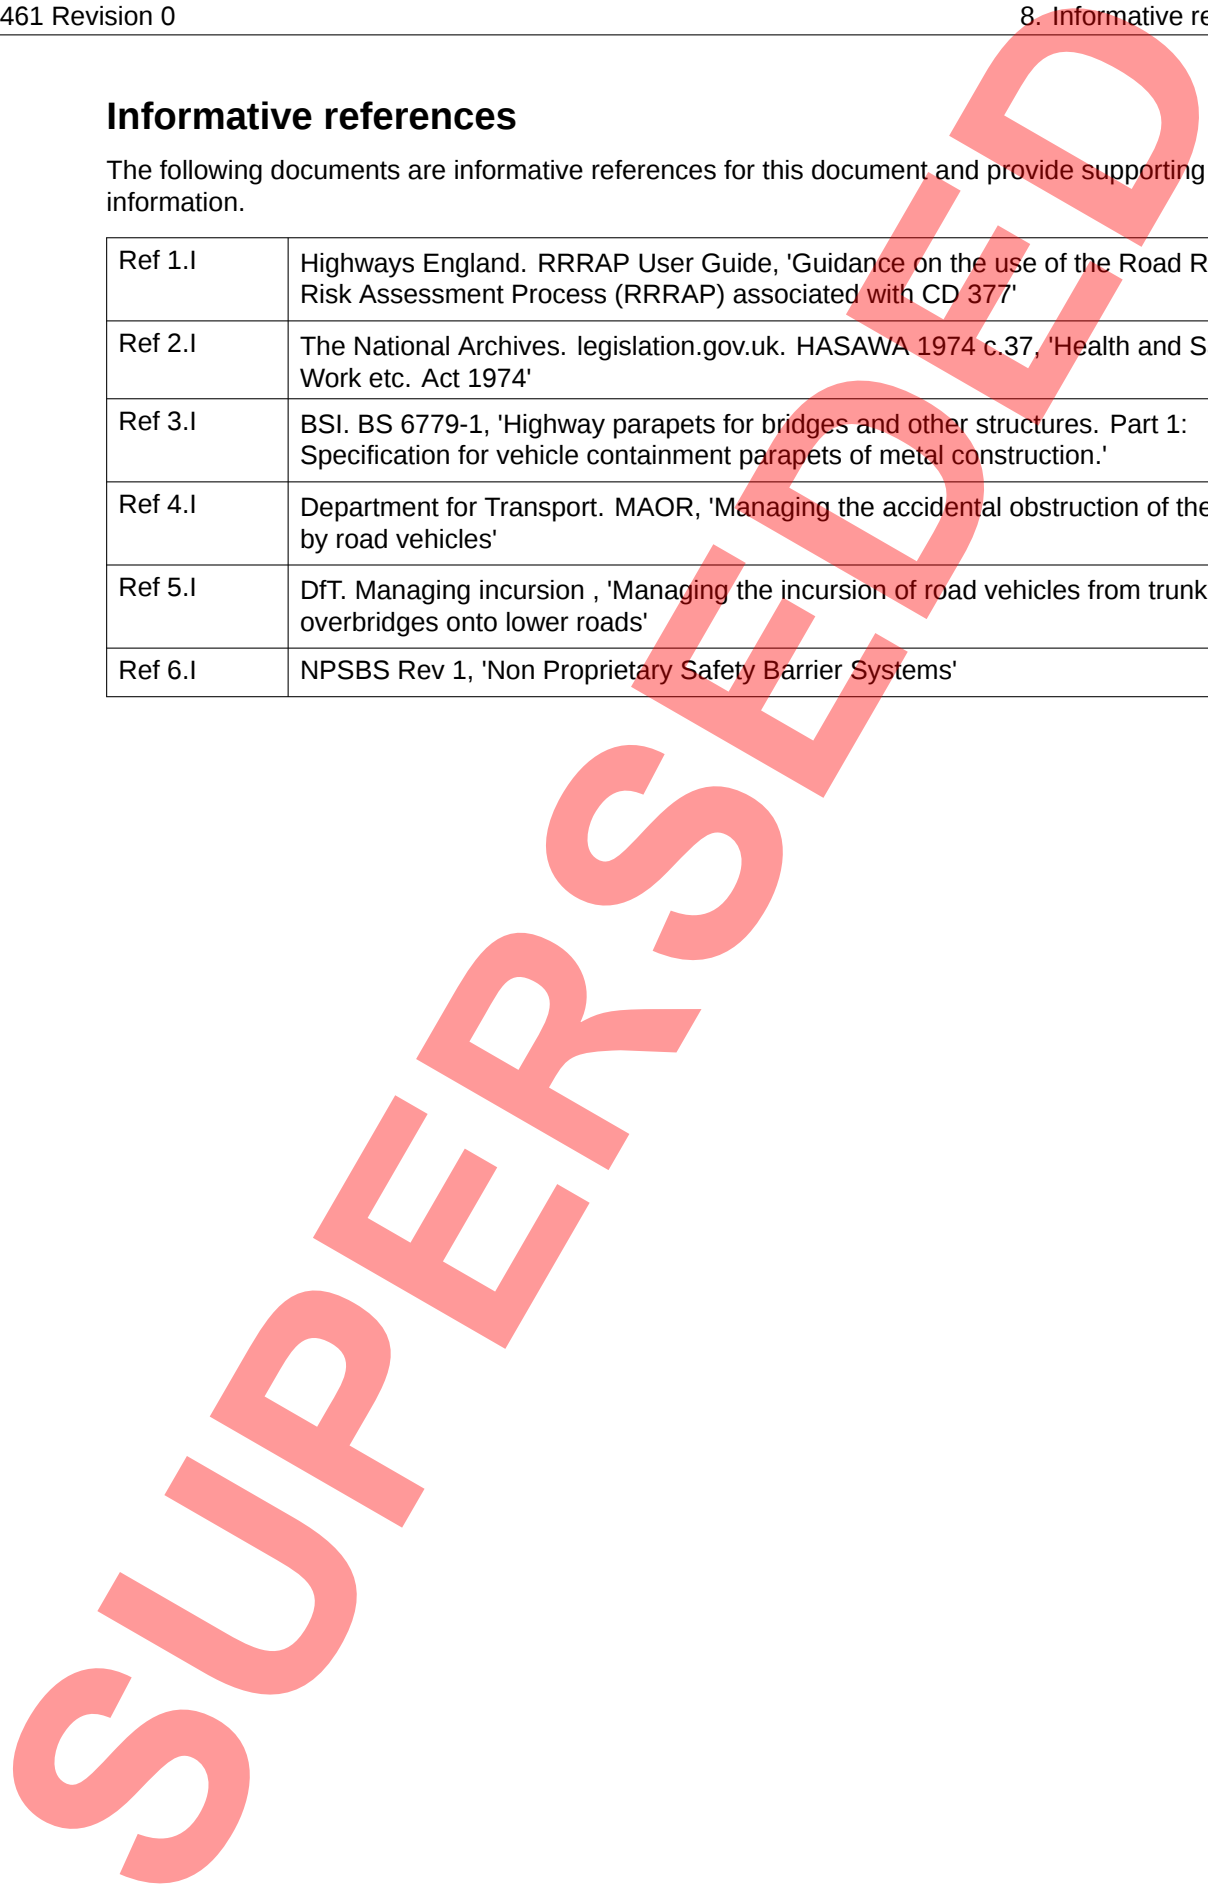 461 Revision 0
8. Informative re
Informative references
The following documents are informative references for this document and provide supporting
information.
Ref 1.I
Highways England. RRRAP User Guide, 'Guidance on the use of the Road R
Risk Assessment Process (RRRAP) associated with CD 377'
Ref 2.I
The National Archives. legislation.gov.uk. HASAWA 1974 c.37, 'Health and S
Work etc. Act 1974'
Ref 3.I
BSI. BS 6779-1, 'Highway parapets for bridges and other structures. Part 1:
Specification for vehicle containment parapets of metal construction.'
Ref 4.I
Department for Transport. MAOR, 'Managing the accidental obstruction of the
by road vehicles'
Ref 5.I
DfT. Managing incursion , 'Managing the incursion of road vehicles from trunk
overbridges onto lower roads'
Ref 6.I
NPSBS Rev 1, 'Non Proprietary Safety Barrier Systems'
SUPERSEDED